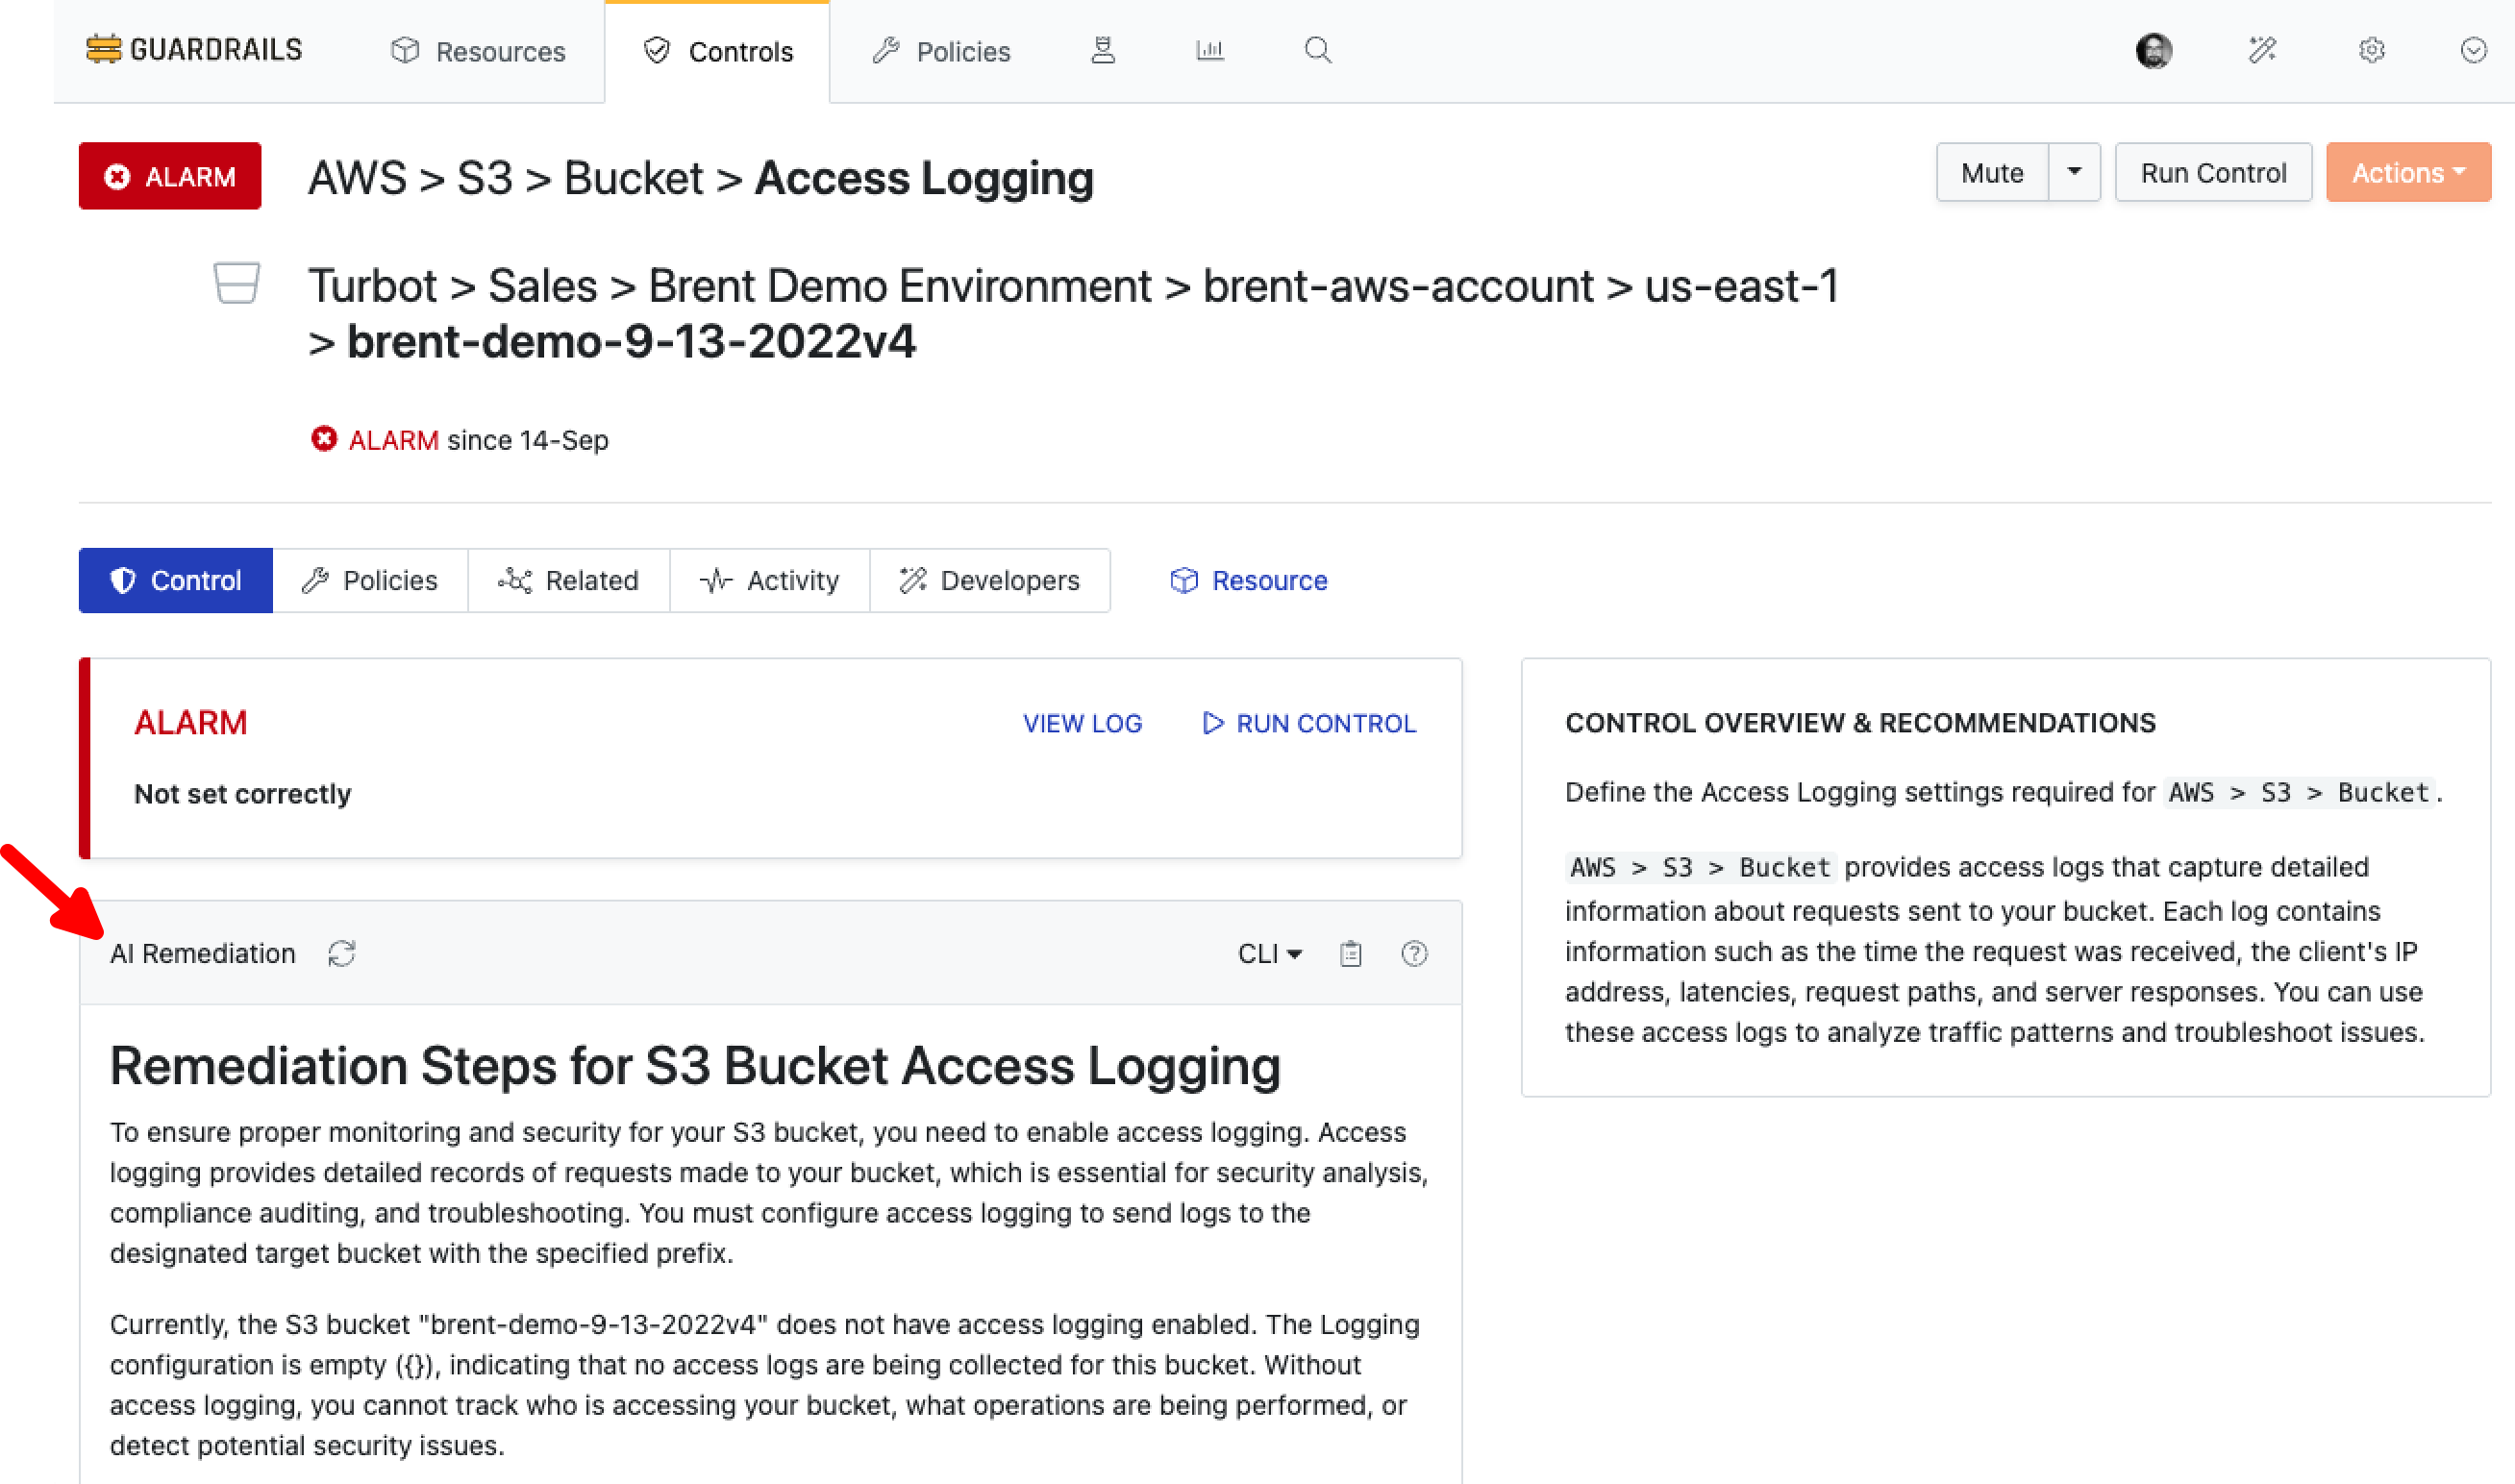 GUARDRAILS
Resources
Controls
Policies
ALARM
AWS > S3 > Bucket > Access Logging
Mute
Run Control
Actions
Turbot > Sales > Brent Demo Environment > brent-aws-account > us-east-1
> brent-demo-9-13-2022v4
ALARM since 14-Sep
Control
Policies
Related
Activity
Developers
Resource
ALARM
VIEW LOG
RUN CONTROL
Not set correctly
AI Remediation
CLI
Remediation Steps for S3 Bucket Access Logging
To ensure proper monitoring and security for your S3 bucket, you need to enable access logging. Access
logging provides detailed records of requests made to your bucket, which is essential for security analysis,
compliance auditing, and troubleshooting. You must configure access logging to send logs to the
designated target bucket with the specified prefix.
Currently, the S3 bucket "brent-demo-9-13-2022v4" does not have access logging enabled. The Logging
configuration is empty ({}), indicating that no access logs are being collected for this bucket. Without
access logging, you cannot track who is accessing your bucket, what operations are being performed, or
detect potential security issues.
CONTROL OVERVIEW & RECOMMENDATIONS
Define the Access Logging settings required for AWS > S3 > Bucket.
AWS > S3 > Bucket provides access logs that capture detailed
information about requests sent to your bucket. Each log contains
information such as the time the request was received, the client's IP
address, latencies, request paths, and server responses. You can use
these access logs to analyze traffic patterns and troubleshoot issues.